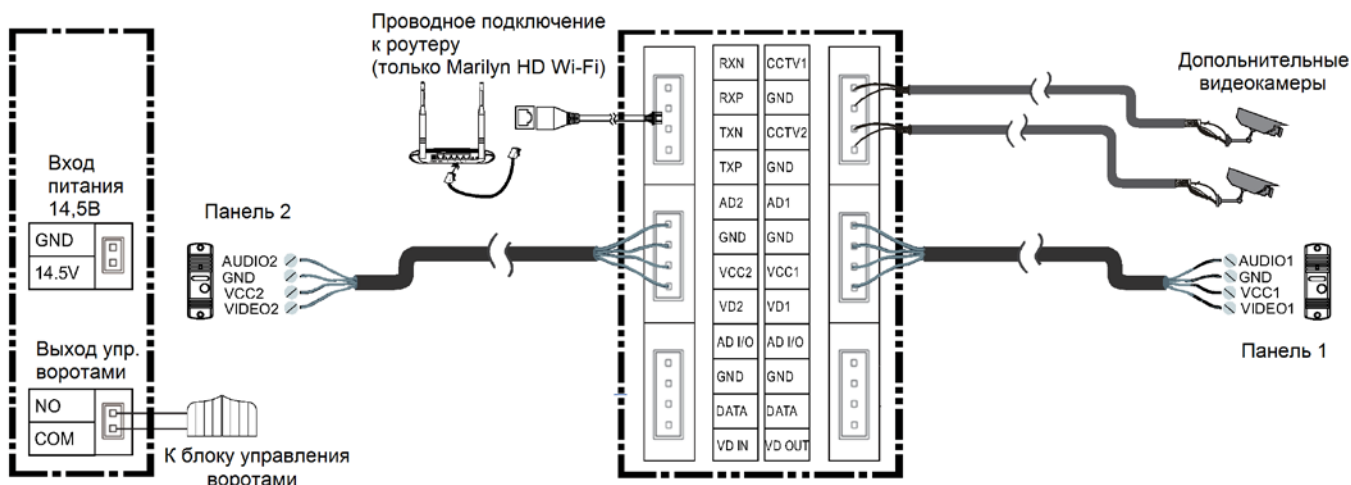 Проводное подключение
к роутеру
(только Marilyn HD Wi-Fi)
Дополнительные
видеокамеры
Вход
питания
14,5В
GND
14.5V
Выход упр.
воротами
NO
COM
К блоку управления
воротами
Панель 2
AUDIO2
GND
VCC2
VIDEO2
RXN CCTV1
RXP GND
TXN CCTV2
TXP GND
AD2 AD1
GND GND
VCC2 VCC1
VD2 VD1
AD I/O AD I/O
GND GND
DATA DATA
VD IN VD OUT
AUDIO1
GND
VCC1
VIDEO1
Панель 1